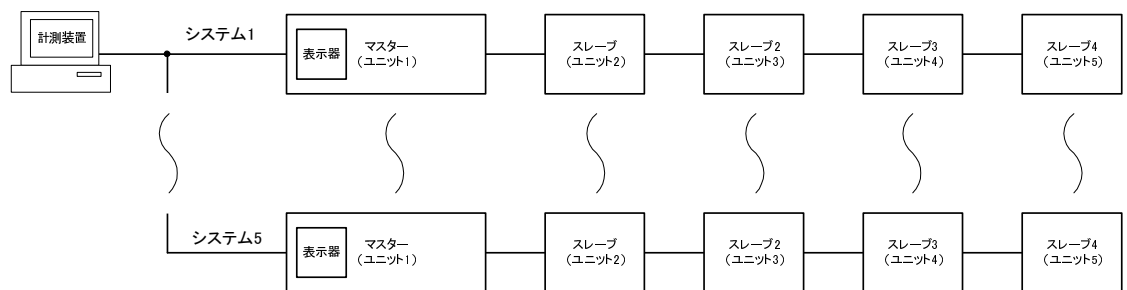 計測装置
システム1
表示器
マスター
(ユニット1)
スレーブ
(ユニット2)
スレーブ2
(ユニット3)
スレーブ3
(ユニット4)
スレーブ4
(ユニット5)
システム5
表示器
マスター
(ユニット1)
スレーブ
(ユニット2)
スレーブ2
(ユニット3)
スレーブ3
(ユニット4)
スレーブ4
(ユニット5)